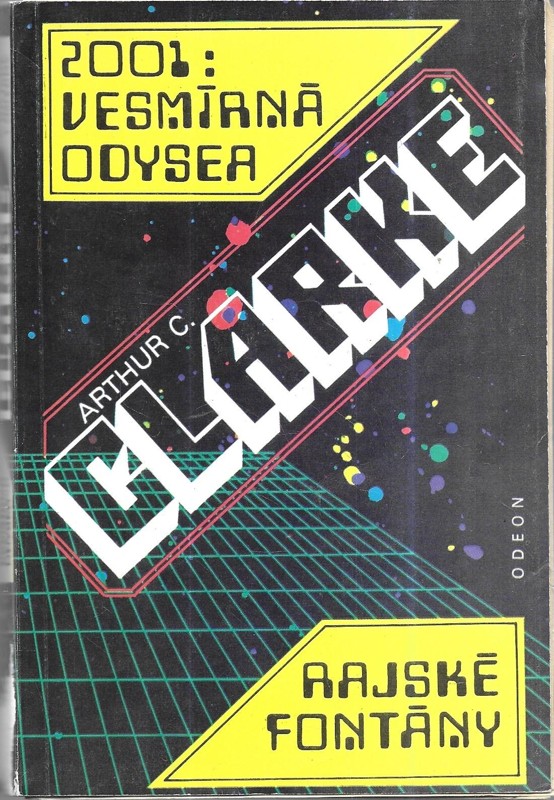 2001:
VESMÍRNÁ
ODYSEA
ARTHUR C.
CLARKE
ODEON
RAJSKÉ
FONTÁNY